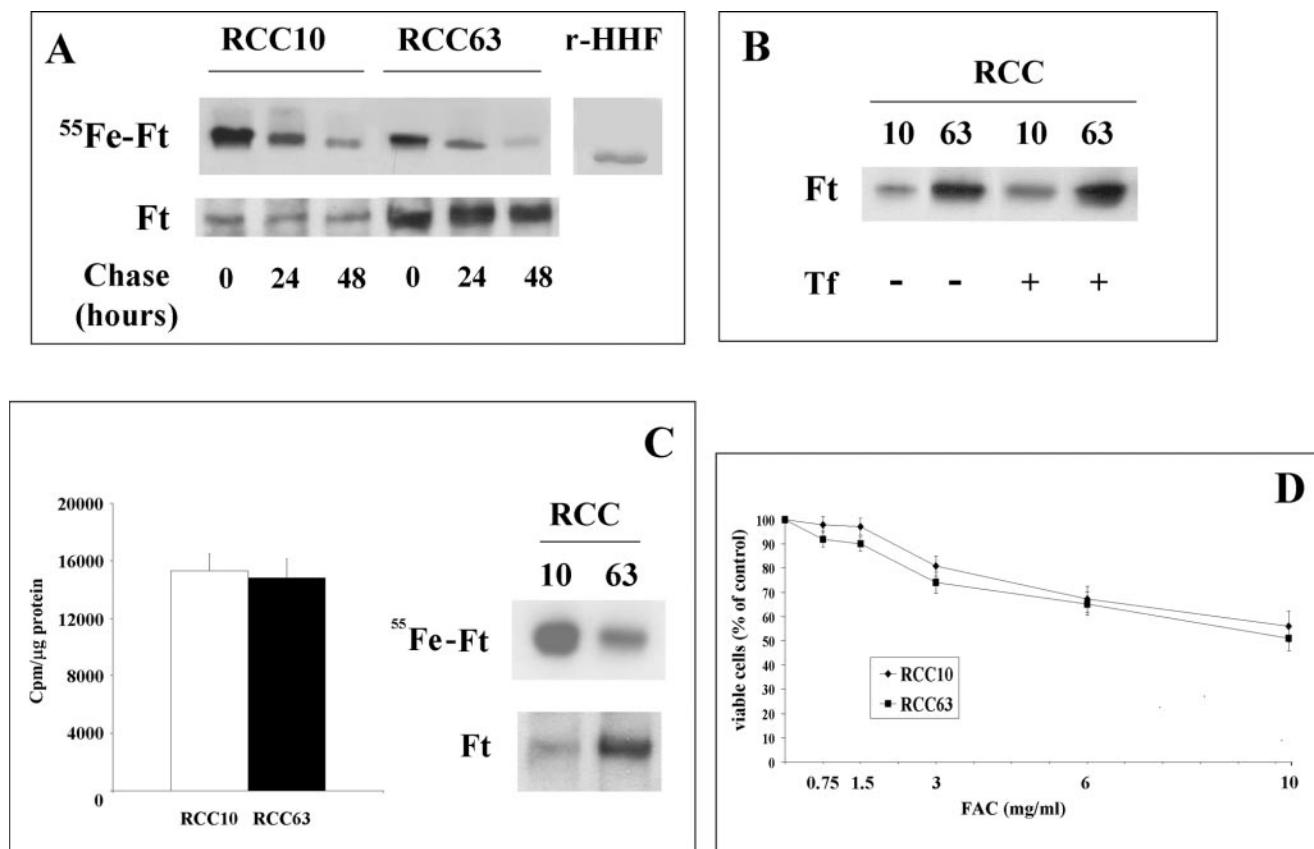 A
RCC10 RCC63 r-HHF
55Fe-Ft
Ft
Chase 0 24 48 0 24 48
(hours)
B
RCC
10 63 10 63
Ft
Tf - - + +
C
20000
16000
12000
8000
4000
0
Cpm/μg protein
RCC10 RCC63
RCC
10 63
55Fe-Ft
Ft
D
100
90
80
70
60
50
40
30
20
10
0
viable cells (% of control)
RCC10
RCC63
0.75 1.5 3 6 10
FAC (mg/ml)